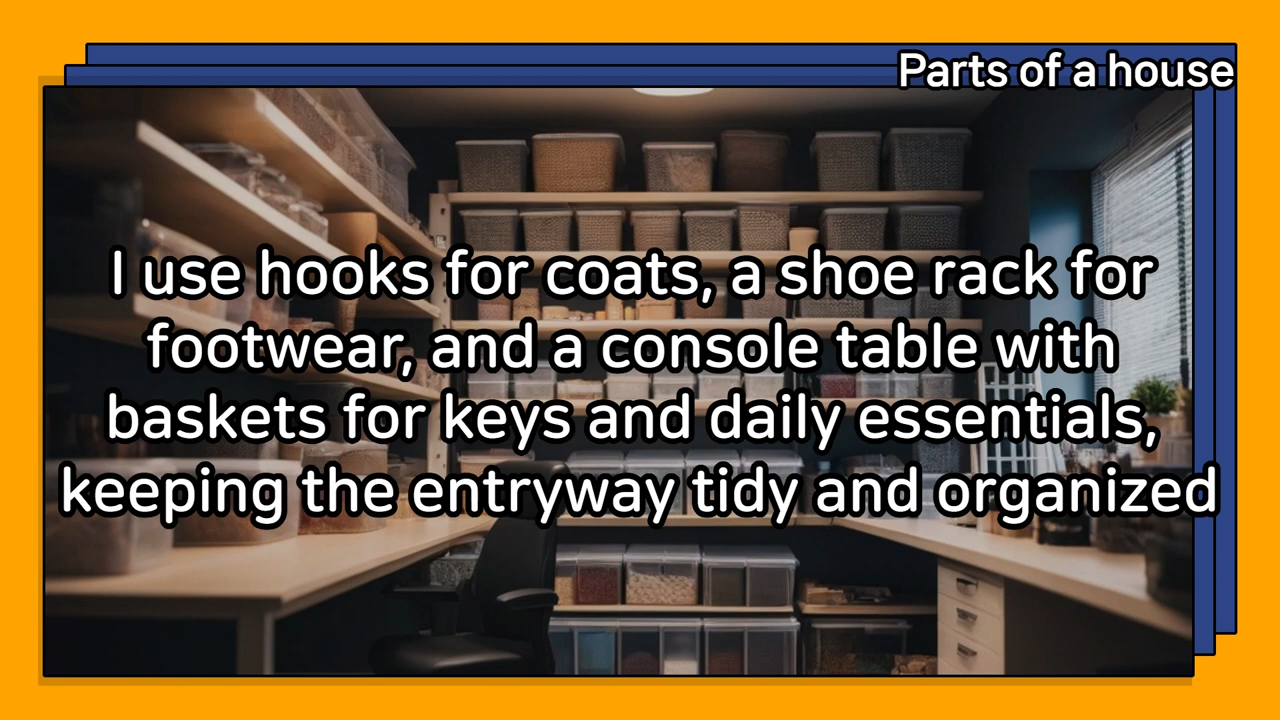 Parts of a house
I use hooks for coats, a shoe rack for
footwear, and a console table with
baskets for keys and daily essentials,
keeping the entryway tidy and organized